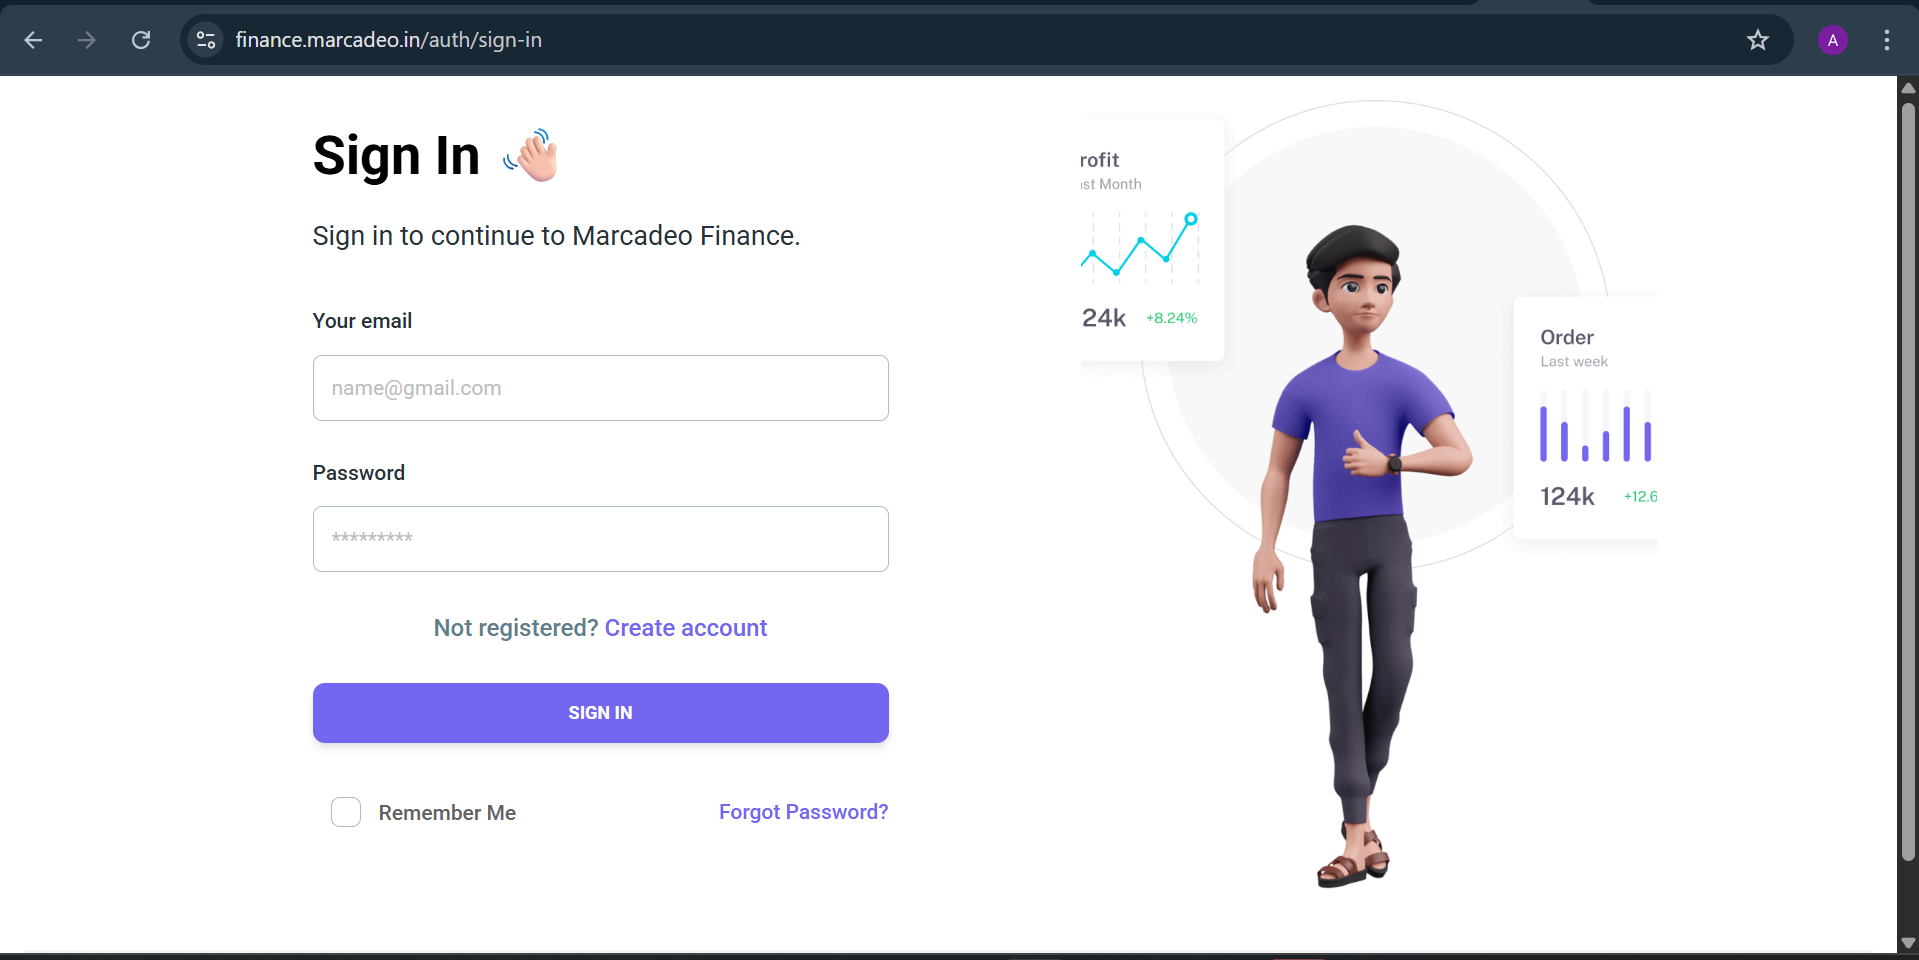 finance.marcadeo.in/auth/sign-in
A
Sign In
Sign in to continue to Marcadeo Finance.
Your email
name@gmail.com
Password
*********
Not registered? Create account
SIGN IN
Remember Me
Forgot Password?
rofit
ast Month
24k +8.24%
Order
Last week
124k +12.6